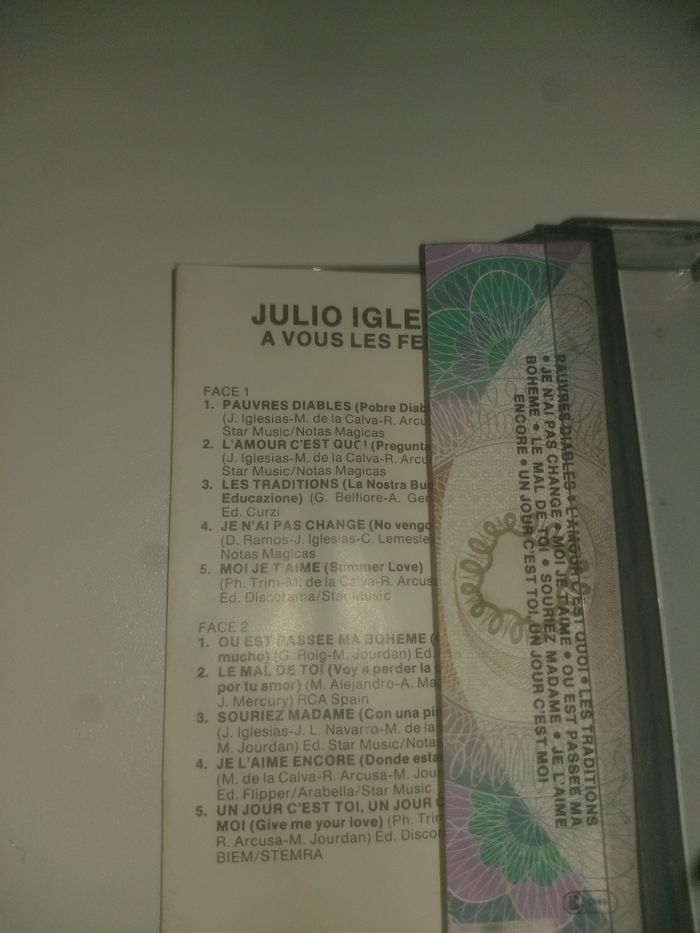 JULIO IGLE
A VOUS LES FE
FACE 1
1. PAUVRES DIABLES (Pobre Diab
(J. Iglesias-M. de la Calva-R. Arcu
Star Music/Notas Magicas
2. L'AMOUR C'EST QUOI (Pregunta
(J. Iglesias-M. de la Calva-R. Arcu
Star Music/Notas Magicas
3. LES TRADITIONS (La Nostra Bu
Educazione) (G. Belfiore-A. Ge
Ed. Curzi
4. JE N'AI PAS CHANGE (No vengo
(D. Ramos-J. Iglesias-C. Lemesle
Notas Magicas
5. MOI JE T'AIME (Summer Love)
(Ph. Trim-M. de la Calva-R. Arcus
Ed. Discorama/Star Music
FACE 2
1. OU EST PASSEE MA BOHEME (
mucho) (G. Roig-M. Jourdan) Ed
2. LE MAL DE TOI (Voy a perder la c
por tu amor) (M. Alejandro-A. Ma
J. Mercury) RCA Spain
3. SOURIEZ MADAME (Con una pi
(J. Iglesias-J. L. Navarro-M. de la
M. Jourdan) Ed. Star Music/Nota
4. JE L'AIME ENCORE (Donde esta
(M. de la Calva-R. Arcusa-M. Jou
Ed. Flipper/Arabella/Star Music
5. UN JOUR C'EST TOI, UN JOUR C
MOI (Give me your love) (Ph. Tri
R. Arcusa-M. Jourdan) Ed. Disco
BIEM/STEMRA
PAUVRES DIABLES • L'AMOUR C'EST QUOI • LES TRADITIONS
• JE N'AI PAS CHANGE • MOI JE T'AIME • OU EST PASSEE MA
BOHEME • LE MAL DE TOI • SOURIEZ MADAME • JE L'AIME
ENCORE • UN JOUR C'EST TOI, UN JOUR C'EST MOI